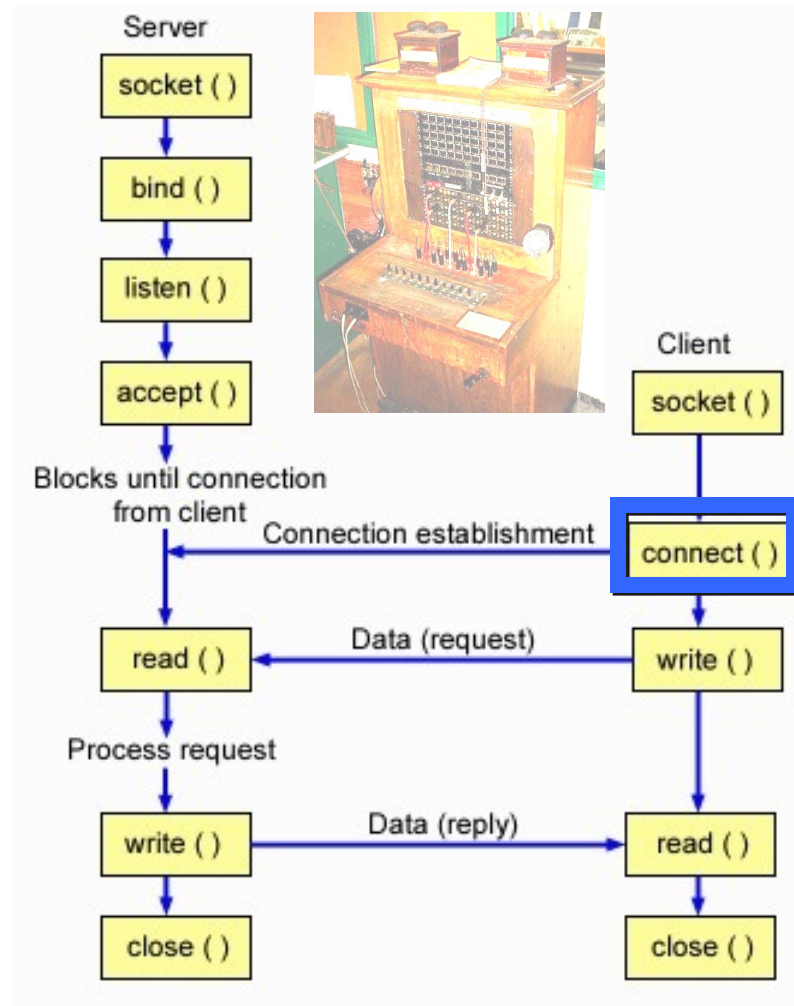 Server
socket ( )
bind ( )
listen ( )
accept ( )
Blocks until connection
from client
read ( )
Process request
write ( )
close ( )
Connection establishment
Data (request)
Data (reply)
Client
socket ( )
connect ( )
write ( )
read ( )
close ( )